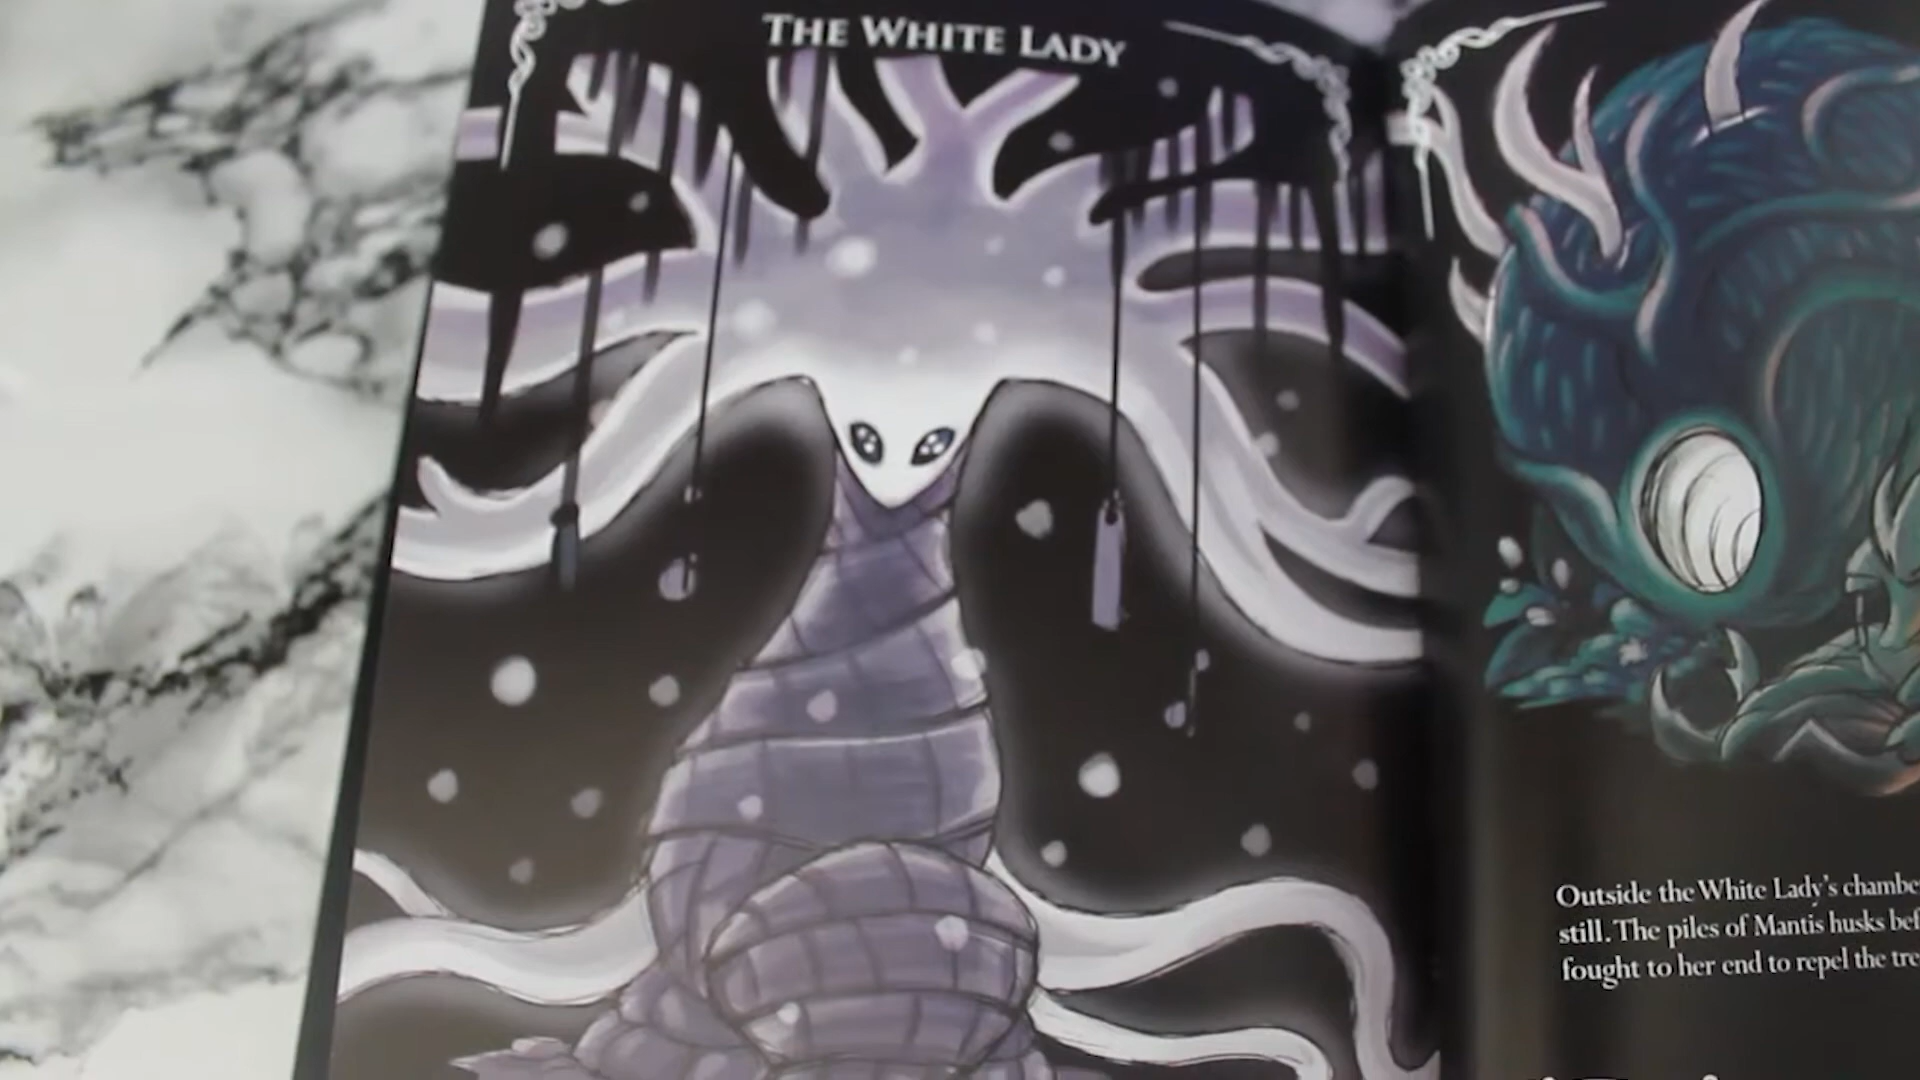 THE WHITE LADY
Outside the White Lady's
still. The piles of Mantis husks
fought to her end to repel the